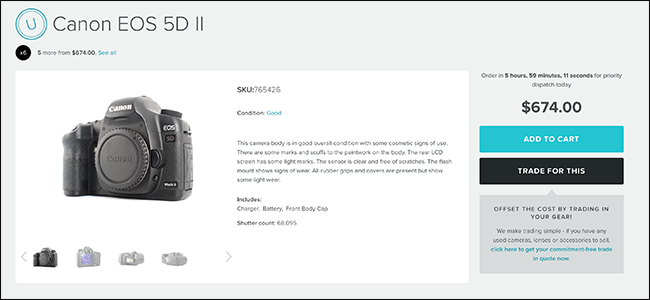 U
Canon EOS 5D II
x6
5 more from $674.00. See all
SKU:765426
Condition: Good
This camera body is in good overall condition with some cosmetic signs of use.
There are some marks and scuffs to the paintwork on the body. The rear LCD
screen has some light marks. The sensor is clear and free of scratches. The flash
mount shows signs of wear. All rubber grips and covers are present but show
some light wear.
Includes:
Charger, Battery, Front Body Cap
Shutter count: 68,095
Canon
EOS
5D
Canon
Mark II
Order in 5 hours, 59 minutes, 11 seconds for priority
dispatch today
$674.00
ADD TO CART
TRADE FOR THIS
OFFSET THE COST BY TRADING IN
YOUR GEAR!
We make trading simple - if you have any
used cameras, lenses or accessories to sell,
click here to get your commitment-free trade
in quote now.